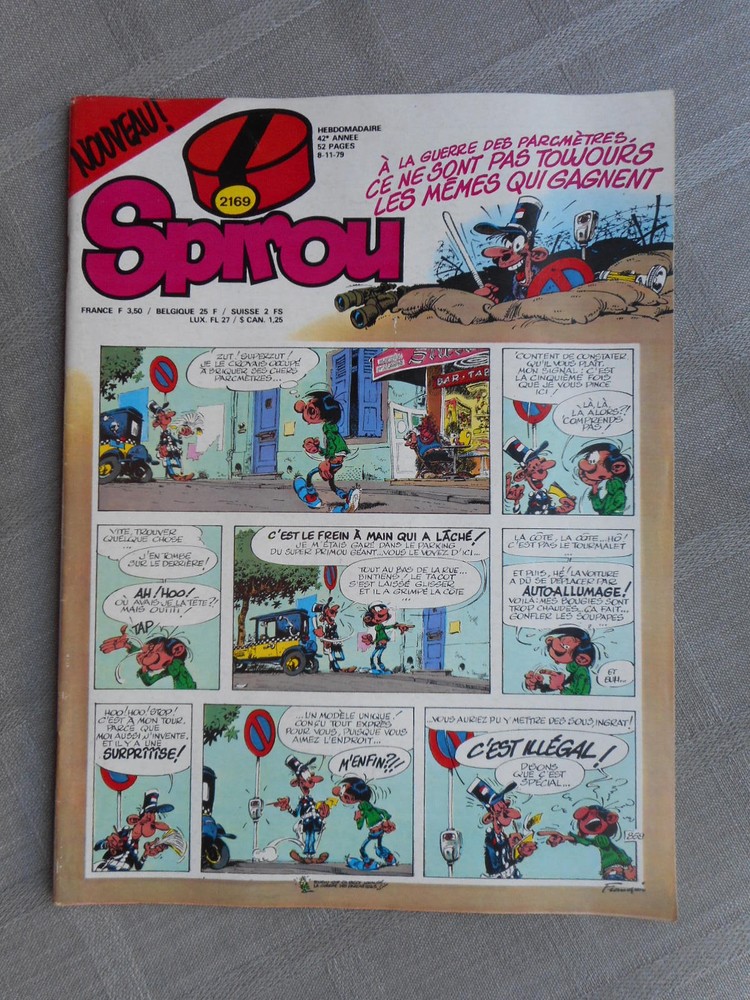 NOUVEAU!
HEBDOMADAIRE
42e ANNEE
52 PAGES
8-11-79
2169
Spirou
À LA GUERRE DES PARCMÈTRES
CE NE SONT PAS TOUJOURS
LES MÊMES QUI GAGNENT
FRANCE F 3,50 / BELGIQUE 25 F / SUISSE 2 FS
LUX. FL 27 / $ CAN. 1,25
ZUT! SUPERZUT!
JE LE CROYAIS OCCUPÉ
À BRIQUER SES CHERS
PARCMÈTRES...
BAR-TAB
CONTENT DE CONSTATER
QU'IL VOUS PLAÎT,
MON SIGNAL: C'EST
LA CINQUIÈME FOIS
QUE JE VOUS PINCE
ICI!
LÀ, LÀ,
LÀ ALORS?!
COMPRENDS
PAS!
VITE, TROUVER
QUELQUE CHOSE
...
J'EN TOMBE
SUR LE DERRIÈRE!
AH! HOO!
OÙ AVAIS-JE LA TÊTE?!
MAIS OUIIII!
TAP
C'EST LE FREIN À MAIN QUI A LÂCHÉ!
JE M'ÉTAIS GARÉ DANS LE PARKING
DU SUPER PRIMOU GÉANT...VOUS LE VOYEZ D'ICI...
TOUT AU BAS DE LA RUE...
BINTIENS! LE TACOT
S'EST LAISSÉ GLISSER
ET IL A GRIMPÉ LA CÔTE
...
LA CÔTE, LA CÔTE...HÔ!
C'EST PAS LE TOURMALET
...
ET PUIS, HÉ! LA VOITURE
A DÛ SE DÉPLACER PAR
AUTO-ALLUMAGE!
VOILÀ: MES BOUGIES SONT
TROP CHAUDES, ÇA FAIT...
GONFLER LES SOUPAPES
...
ET
EUH...
HOO! HOO! STOP!
C'EST À MON TOUR,
PARCE QUE
MOI AUSSI J'INVENTE,
ET IL Y A UNE
SURPRIIISE!
...UN MODÈLE UNIQUE!
CONÇU TOUT EXPRÈS
POUR VOUS, PUISQUE VOUS
AIMEZ L'ENDROIT...
M'ENFIN?!!
...VOUS AURIEZ PU Y METTRE DES SOUS, INGRAT!
C'EST ILLÉGAL!
DISONS
QUE C'EST
SPÉCIAL...
Franquin